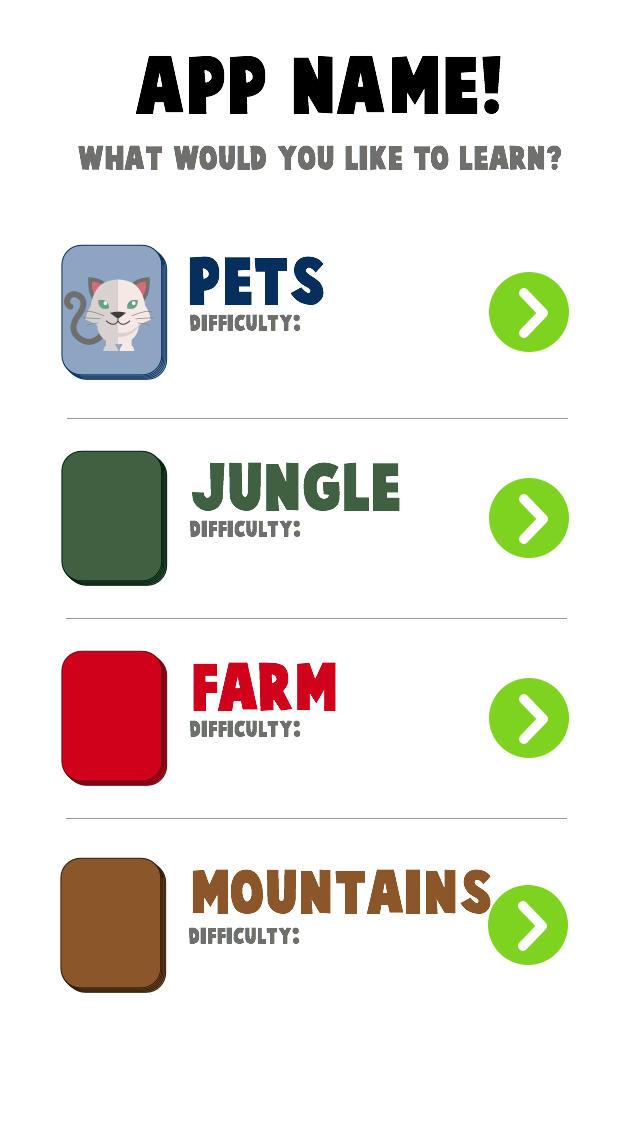 APP NAME!
WHAT WOULD YOU LIKE TO LEARN?
PETS
DIFFICULTY:
JUNGLE
DIFFICULTY:
FARM
DIFFICULTY:
MOUNTAINS
DIFFICULTY: